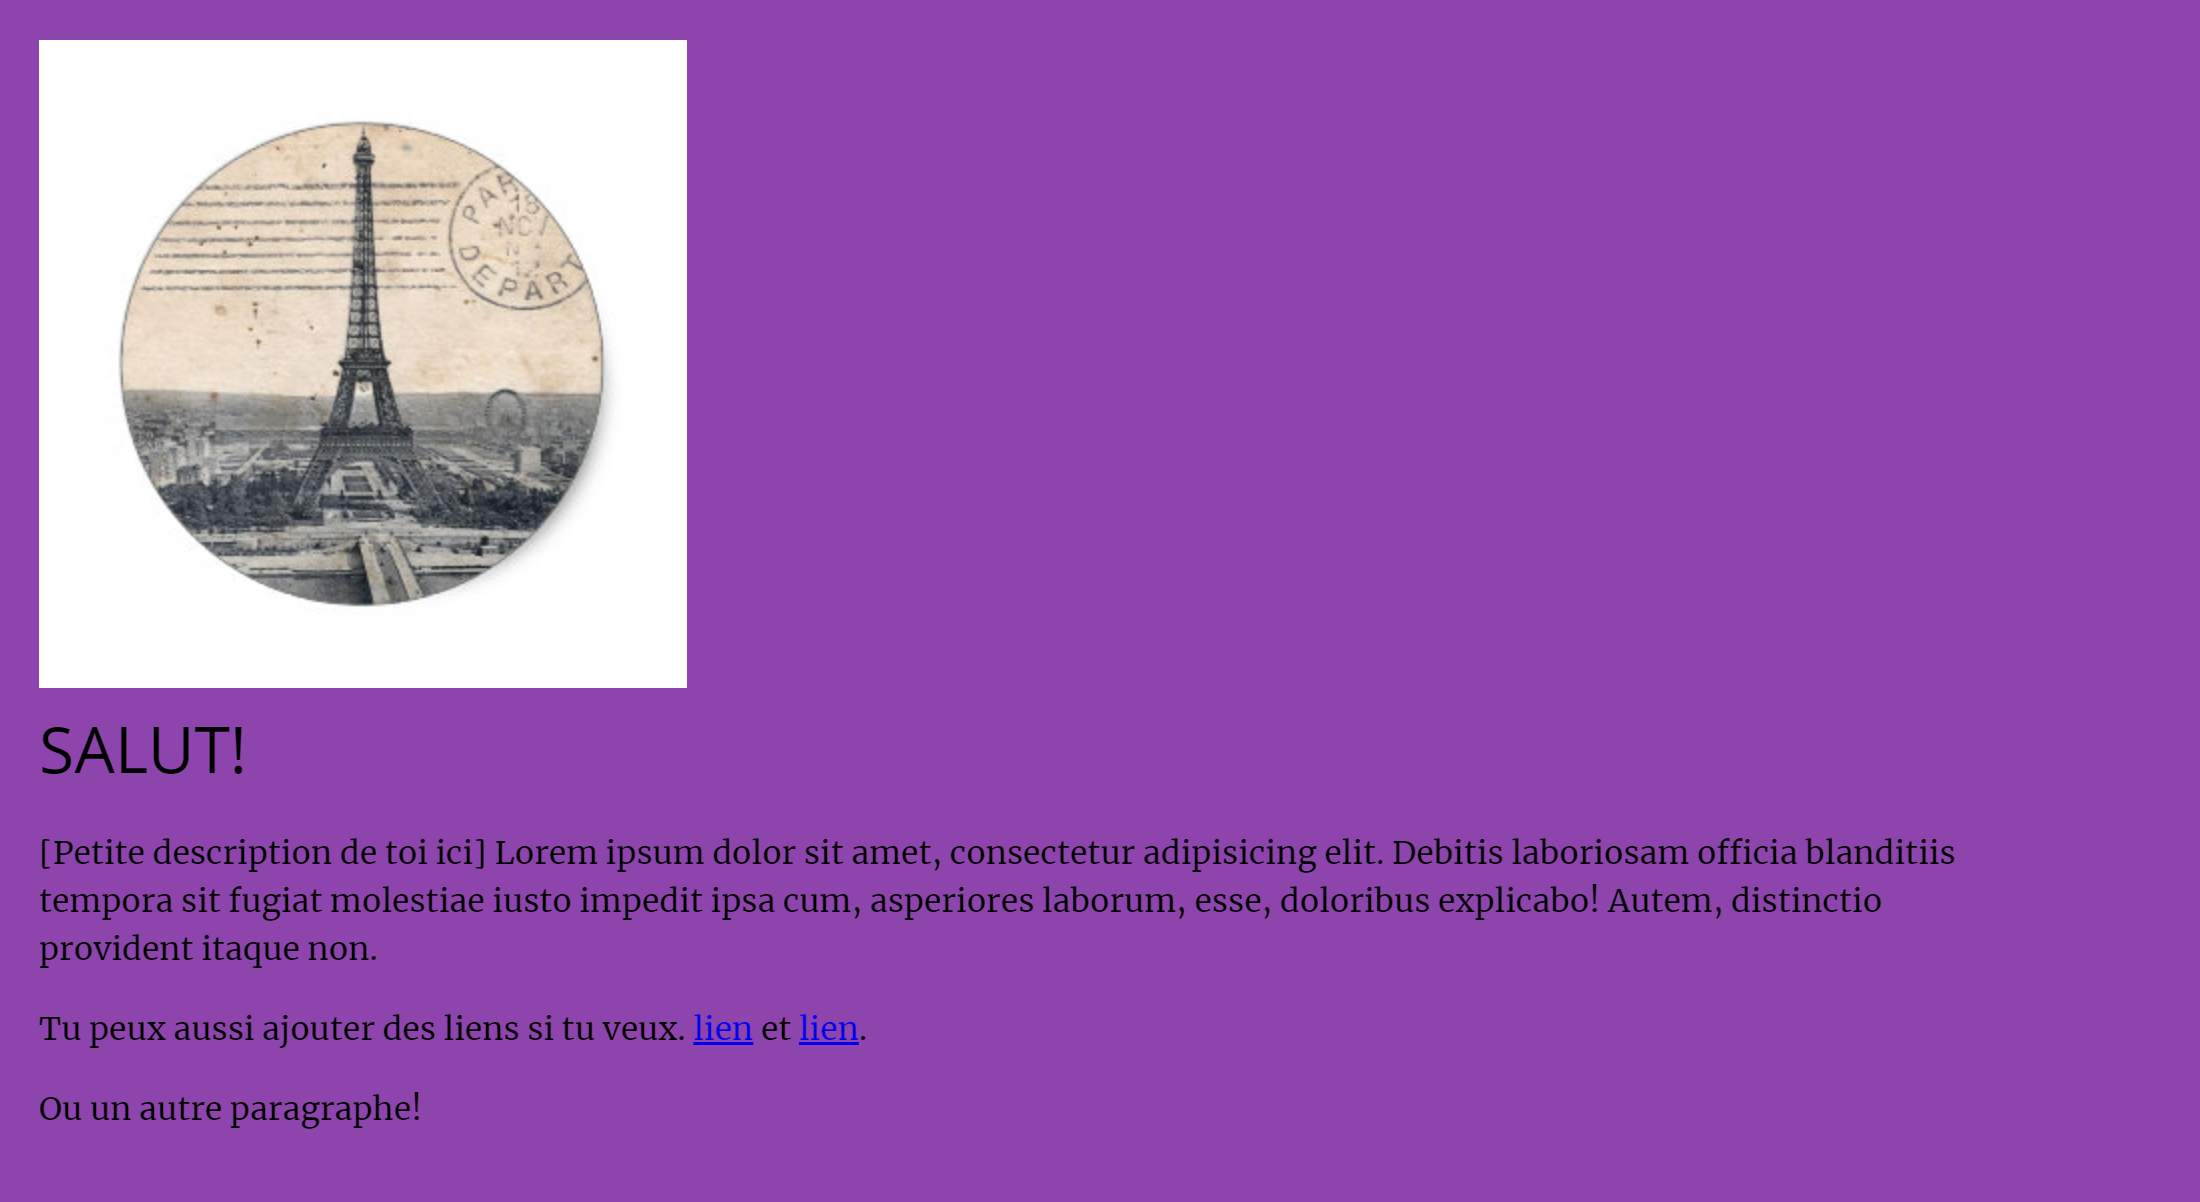 DEPART
SALUT!
[Petite description de toi ici] Lorem ipsum dolor sit amet, consectetur adipisicing elit. Debitis laboriosam officia blanditiis
tempora sit fugiat molestiae iusto impedit ipsa cum, asperiores laborum, esse, doloribus explicabo! Autem, distinctio
provident itaque non.
Tu peux aussi ajouter des liens si tu veux. lien et lien.
Ou un autre paragraphe!